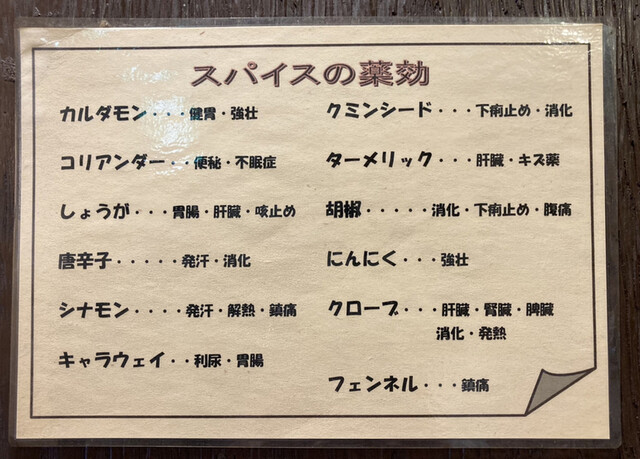 スパイスの薬効
カルダモン・・・健胃・強壮
コリアンダー・・便秘・不眠症
しょうが・・・胃腸・肝臓・咳止め
唐辛子・・・・・発汗・消化
シナモン・・・・発汗・解熱・鎮痛
キャラウェイ・・利尿・胃腸
クミンシード・・・下痢止め・消化
ターメリック・・・肝臓・キズ薬
胡椒・・・・・消化・下痢止め・腹痛
にんにく・・・強壮
クローブ・・・肝臓・腎臓・脾臓
消化・発熱
フェンネル・・・鎮痛